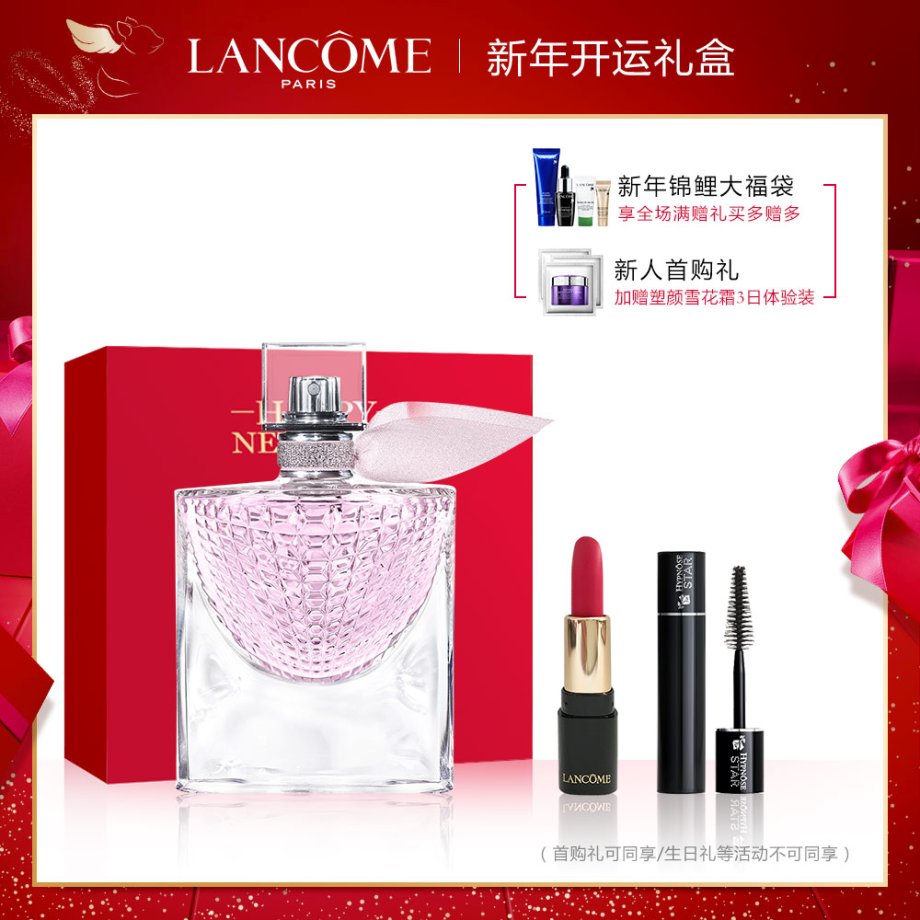 LANCÔME
PARIS
新年开运礼盒
新年锦鲤大福袋
享全场满赠礼买多赠多
新人首购礼
加赠塑颜雪花霜3日体验装
HYPNÔSE
STAR
HYPNÔSE
STAR
LANCÔME
（首购礼可同享/生日礼等活动不可同享）